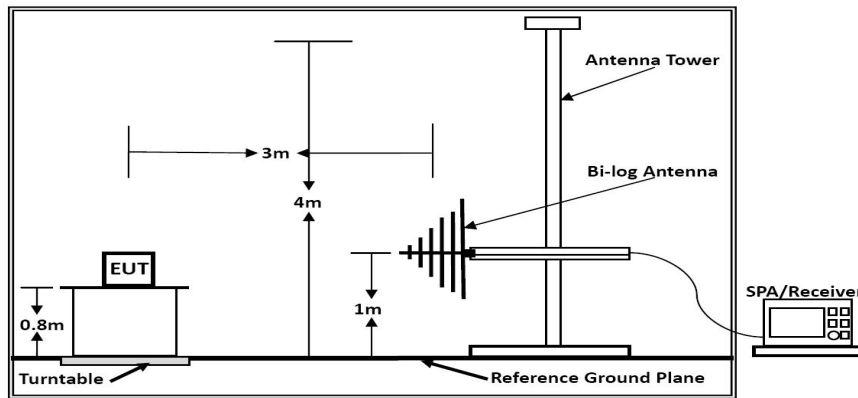 Antenna Tower
3m
Bi-log Antenna
4m
EUT
1m
0.8m
SPA/Receiver
Turntable
Reference Ground Plane